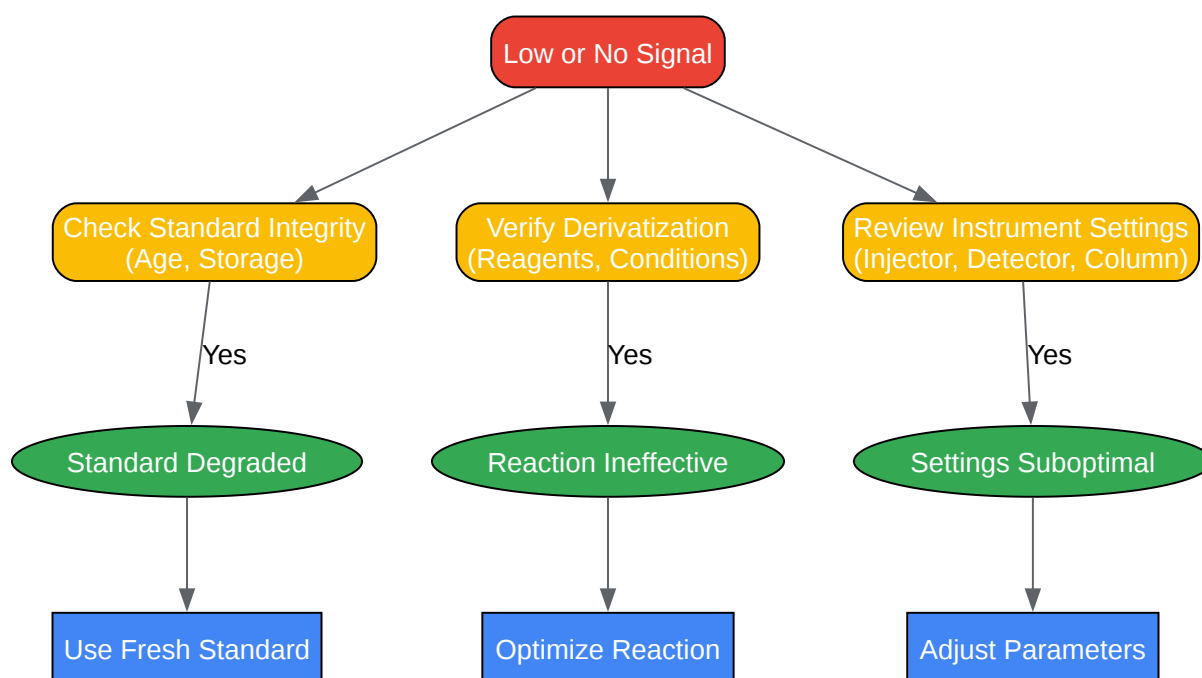 Low or No Signal
Check Standard Integrity
(Age, Storage)
Verify Derivatization
(Reagents, Conditions)
Review Instrument Settings
(Injector, Detector, Column)
Yes
Yes
Yes
Standard Degraded
Reaction Ineffective
Settings Suboptimal
Use Fresh Standard
Optimize Reaction
Adjust Parameters